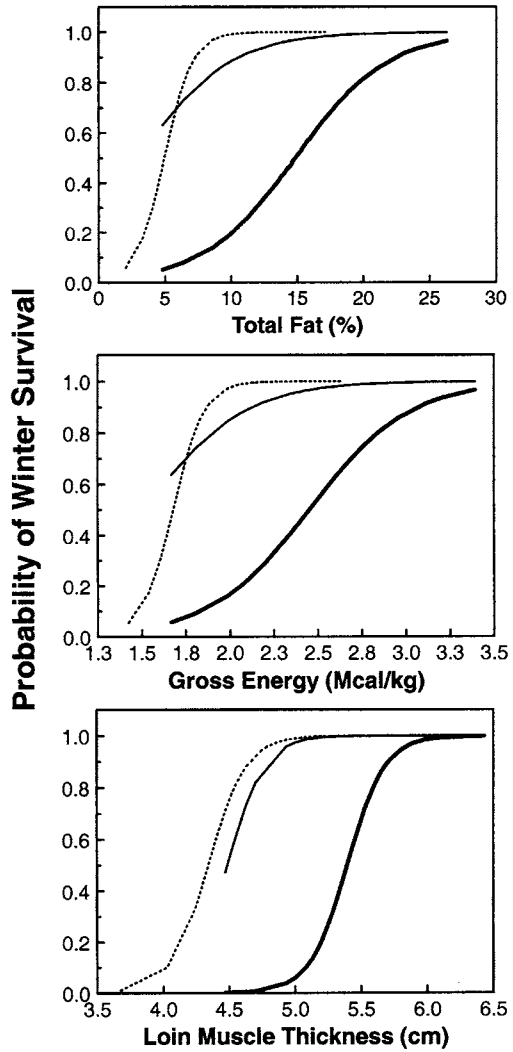 Probability of Winter Survival
1.0
0.8
0.6
0.4
0.2
0.0
0 5 10 15 20 25 30
Total Fat (%)
1.0
0.8
0.6
0.4
0.2
0.0
1.3 1.5 1.8 2.0 2.3 2.5 2.8 3.0 3.3 3.5
Gross Energy (Mcal/kg)
1.0
0.8
0.6
0.4
0.2
0.0
3.5 4.0 4.5 5.0 5.5 6.0 6.5
Loin Muscle Thickness (cm)